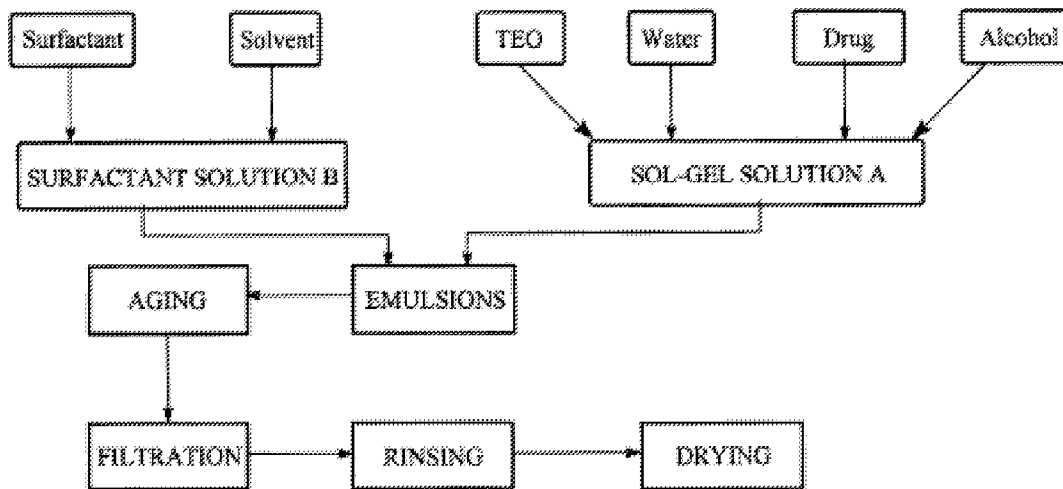 Surfactant
Solvent
TEO
Water
Drug
Alcohol
SURFACTANT SOLUTION B
SOL-GEL SOLUTION A
AGING
EMULSIONS
FILTRATION
RINSING
DRYING